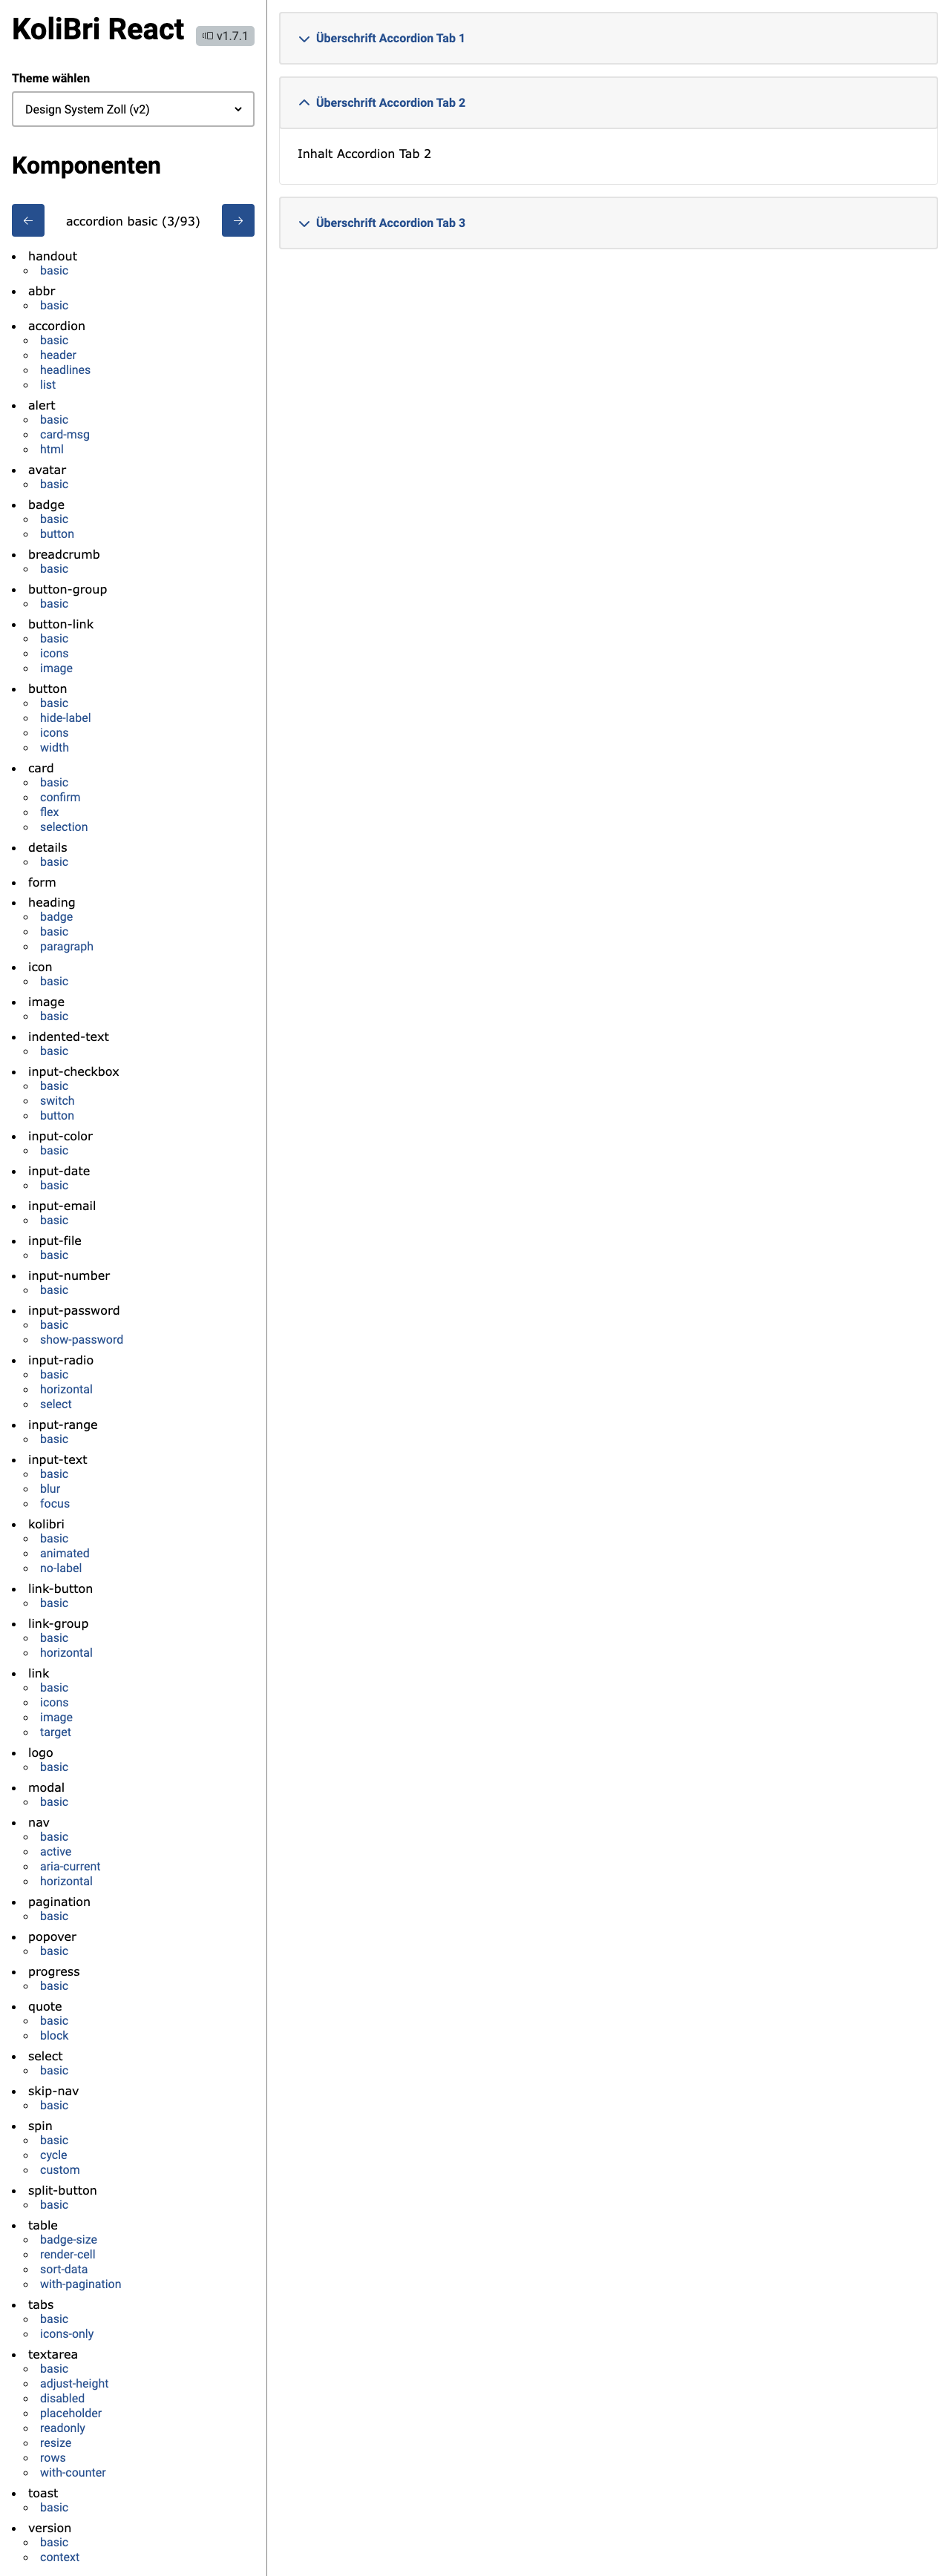 KoliBri React
v1.7.1
Theme wählen
Design System Zoll (v2)
Komponenten
← accordion basic (3/93) →
handout
basic
abbr
basic
accordion
basic
header
headlines
list
alert
basic
card-msg
html
avatar
basic
badge
basic
button
breadcrumb
basic
button-group
basic
button-link
basic
icons
image
button
basic
hide-label
icons
width
card
basic
confirm
flex
selection
details
basic
form
heading
badge
basic
paragraph
icon
basic
image
basic
indented-text
basic
input-checkbox
basic
switch
button
input-color
basic
input-date
basic
input-email
basic
input-file
basic
input-number
basic
input-password
basic
show-password
input-radio
basic
horizontal
select
input-range
basic
input-text
basic
blur
focus
kolibri
basic
animated
no-label
link-button
basic
link-group
basic
horizontal
link
basic
icons
image
target
logo
basic
modal
basic
nav
basic
active
aria-current
horizontal
pagination
basic
popover
basic
progress
basic
quote
basic
block
select
basic
skip-nav
basic
spin
basic
cycle
custom
split-button
basic
table
badge-size
render-cell
sort-data
with-pagination
tabs
basic
icons-only
textarea
basic
adjust-height
disabled
placeholder
readonly
resize
rows
with-counter
toast
basic
version
basic
context
Überschrift Accordion Tab 1
Überschrift Accordion Tab 2
Inhalt Accordion Tab 2
Überschrift Accordion Tab 3